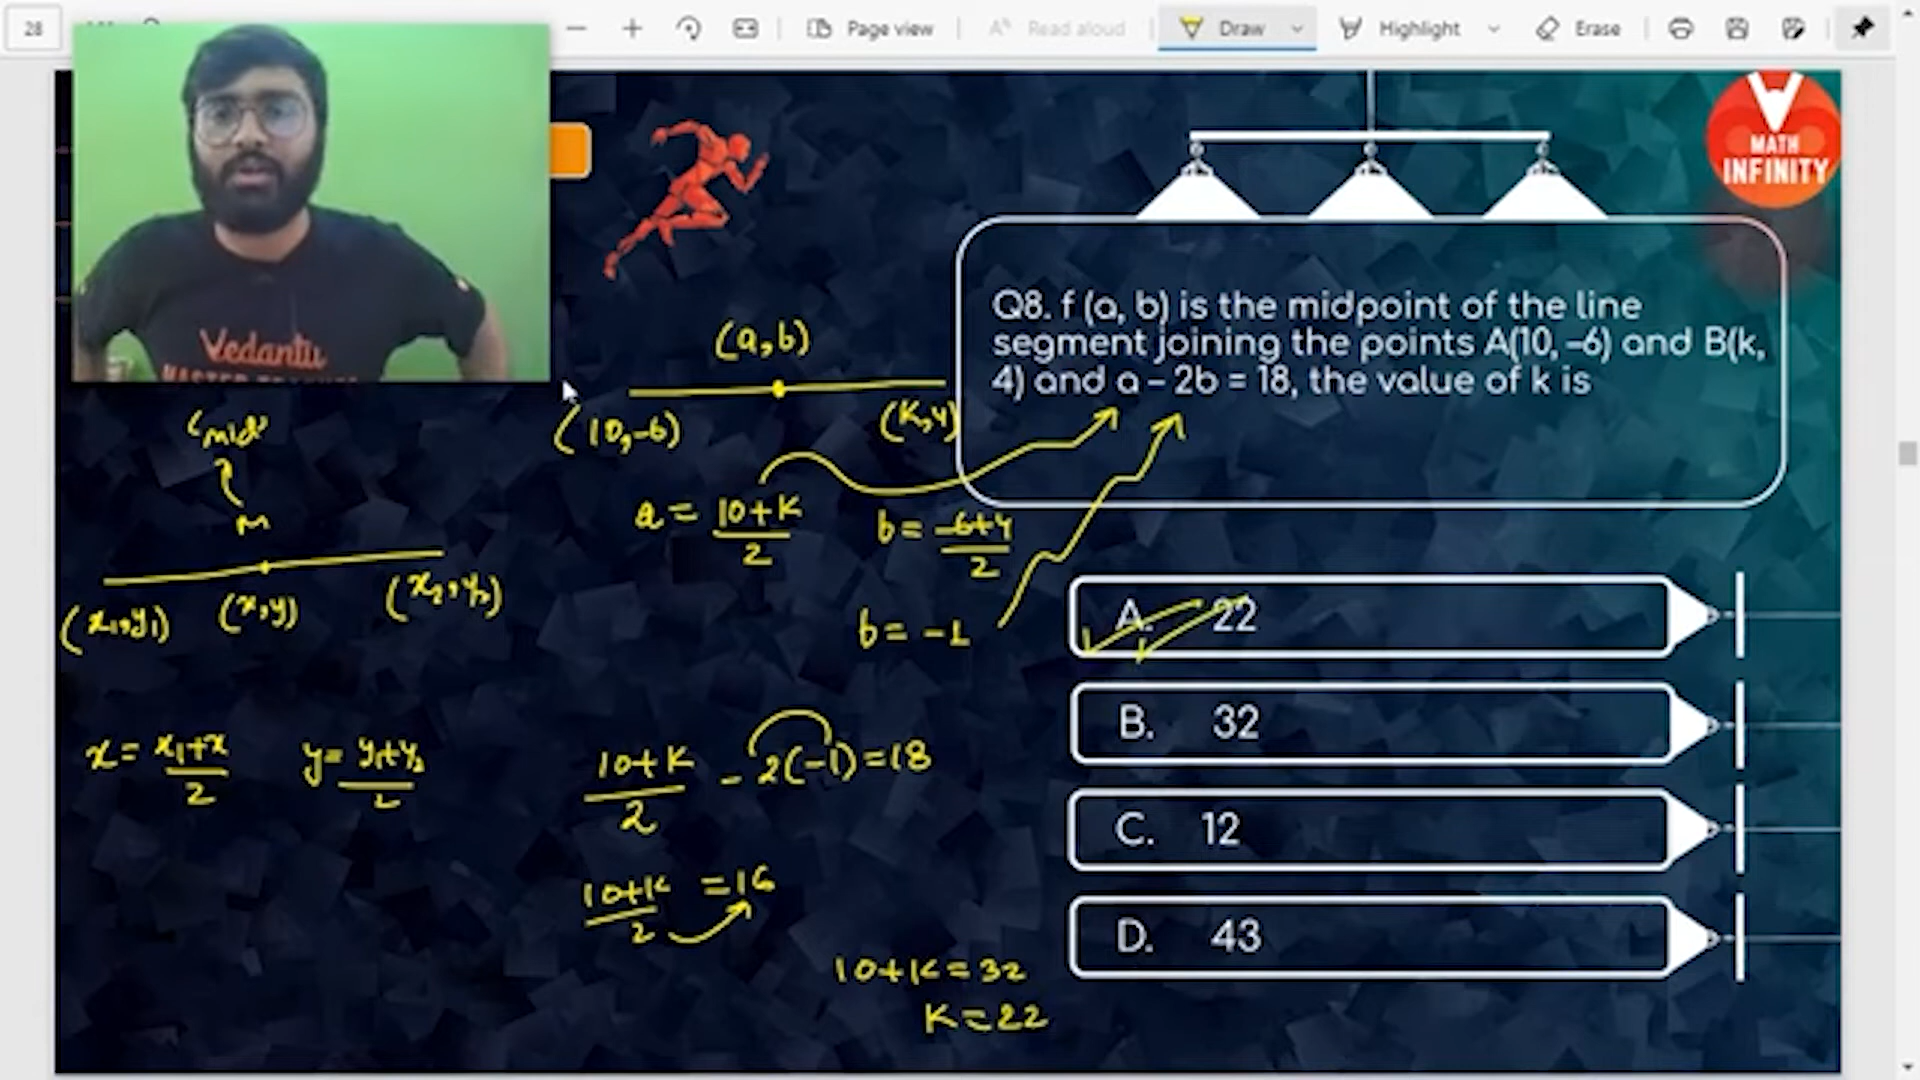 28
Page view
Read aloud
Draw
Highlight
Erase
MATH
INFINITY
Vedantu
Q8. f (a, b) is the midpoint of the line
segment joining the points A(10, –6) and B(k,
4) and a – 2b = 18, the value of k is
(a,b)
(10,-6)
(K,4)
a = 10+K/2
b = -6+4/2
b = -1
mid
m
(x₁,y₁)
(x,y)
(x₂,y₂)
x = x₁+x/2
y = y₁+y₂/2
10+K/2 - 2(-1) = 18
10+K/2 = 16
10+K = 32
K = 22
A. 22
B. 32
C. 12
D. 43